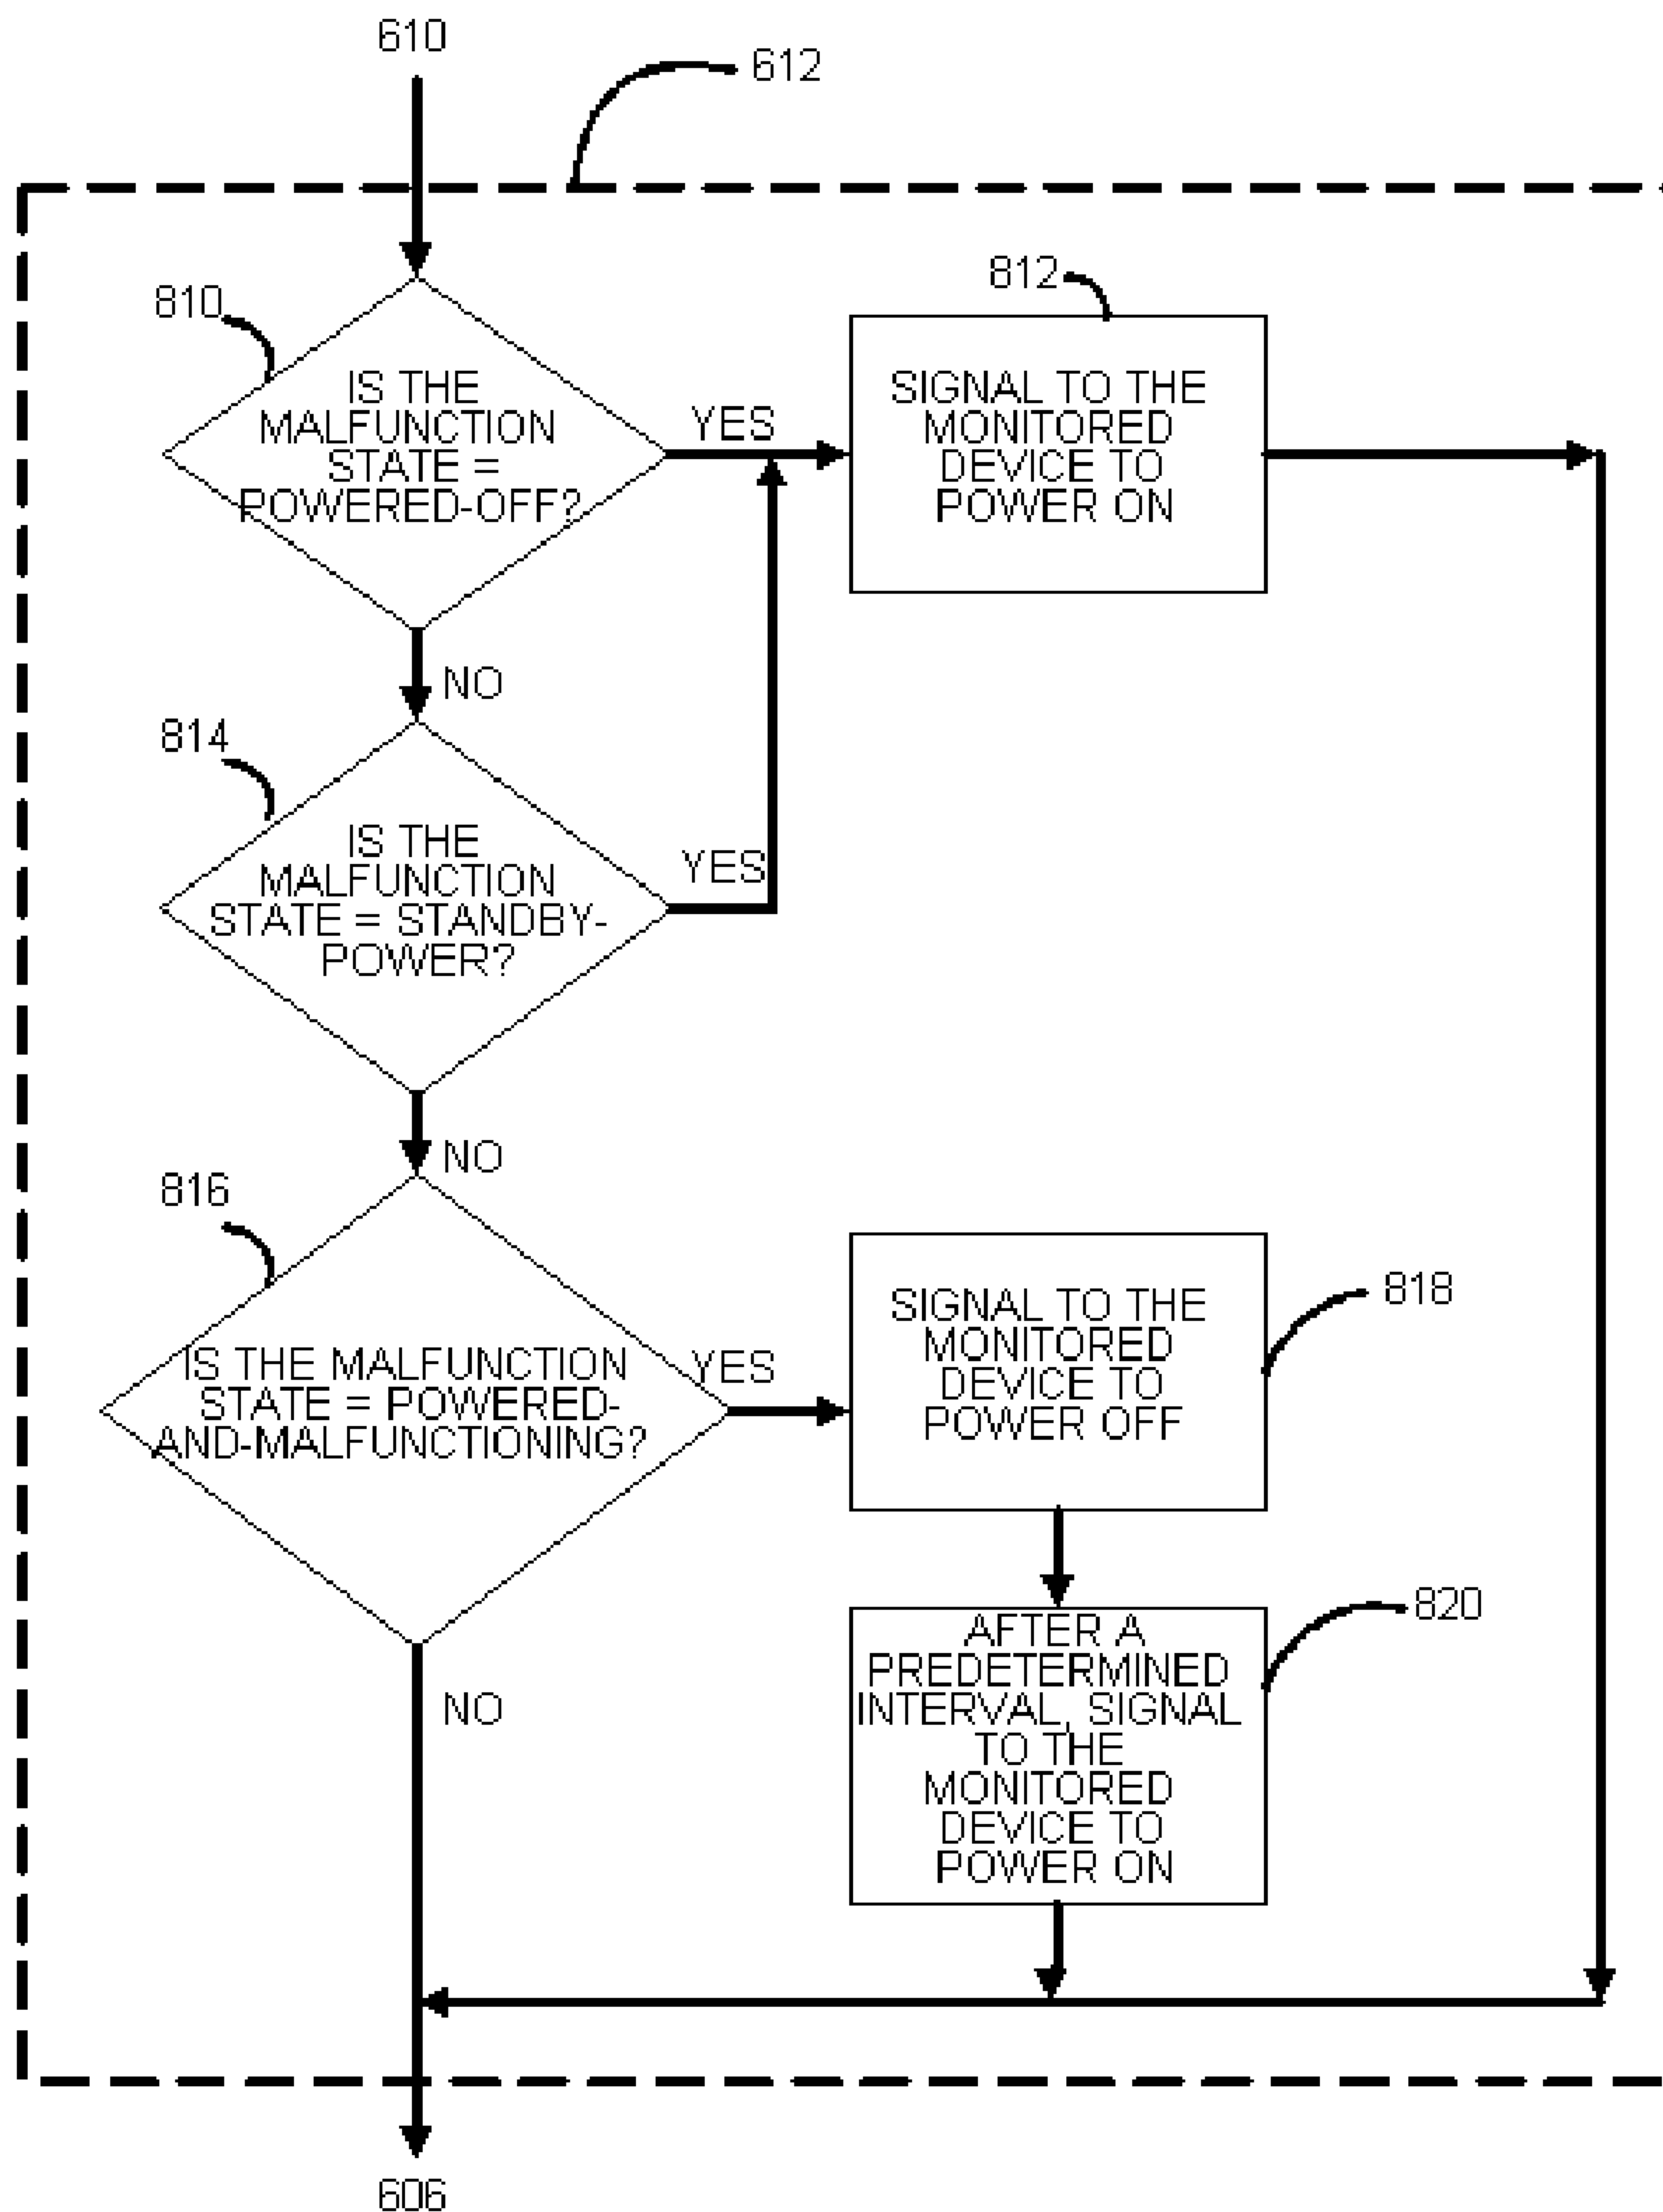 610
612
810
IS THE
MALFUNCTION
STATE =
POWERED-OFF?
YES
812
SIGNAL TO THE
MONITORED
DEVICE TO
POWER ON
NO
814
IS THE
MALFUNCTION
STATE = STANDBY-
POWER?
YES
NO
816
IS THE MALFUNCTION
STATE = POWERED-
AND-MALFUNCTIONING?
YES
818
SIGNAL TO THE
MONITORED
DEVICE TO
POWER OFF
820
AFTER A
PREDETERMINED
INTERVAL, SIGNAL
TO THE
MONITORED
DEVICE TO
POWER ON
NO
606